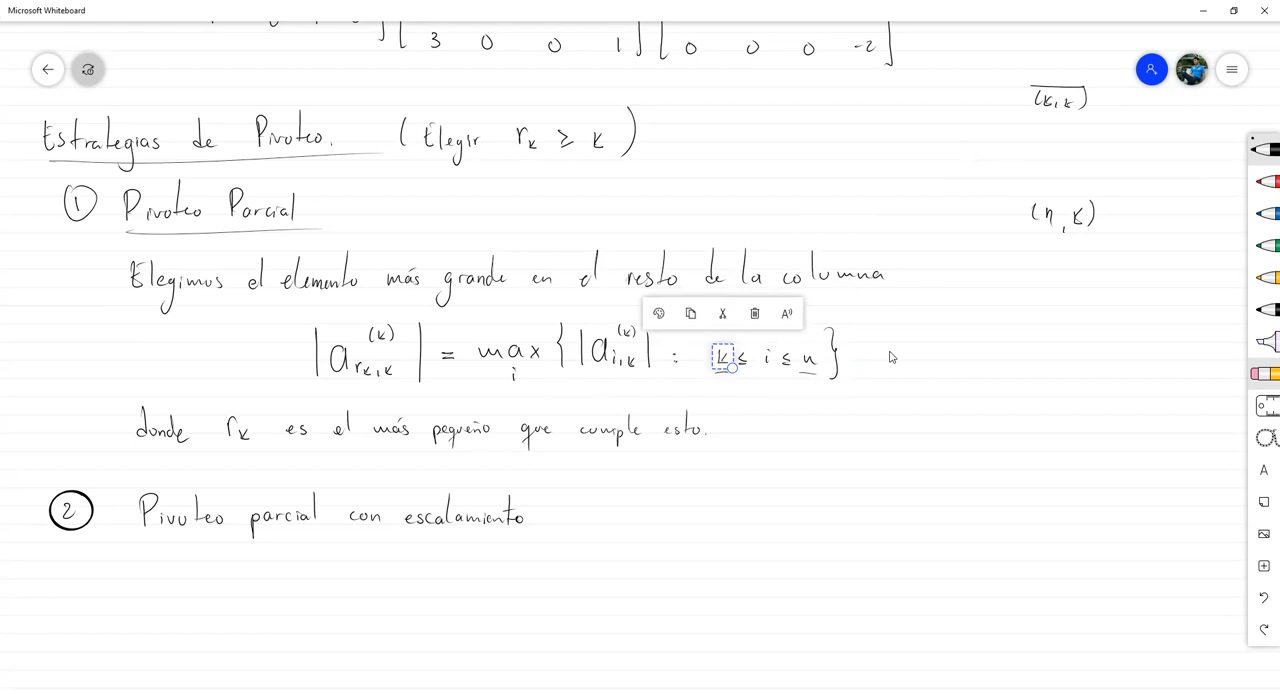 Microsoft Whiteboard
3 0 0 1 0 0 0 -2
(k,k)
Estrategias de Pivoteo. (Elegir r_k ≥ k)
① Pivoteo Parcial
(n,k)
Elegimos el elemento más grande en el resto de la columna
|a_{r_k,k}^{(k)}| = max_i {|a_{i,k}^{(k)}| : k ≤ i ≤ n}
donde r_k es el más pequeño que cumple esto.
② Pivoteo parcial con escalamiento